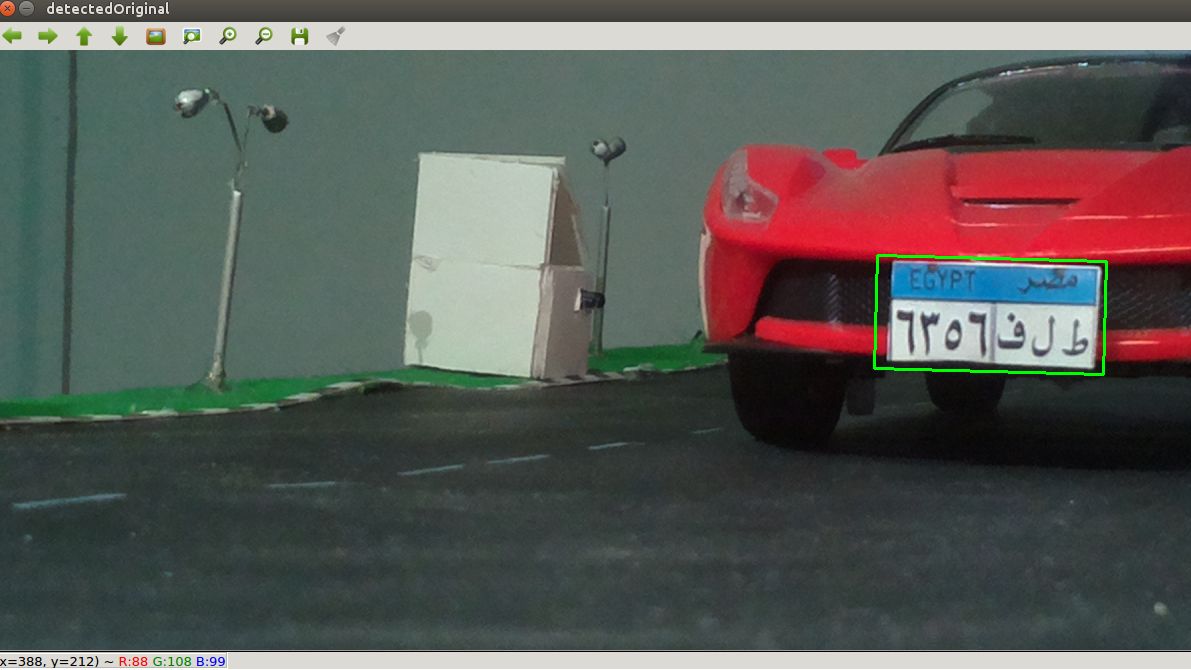 detectedOriginal
EGYPT مصر
٦٣٥٦ ط ل ف
x=388, y=212) ~ R:88 G:108 B:99